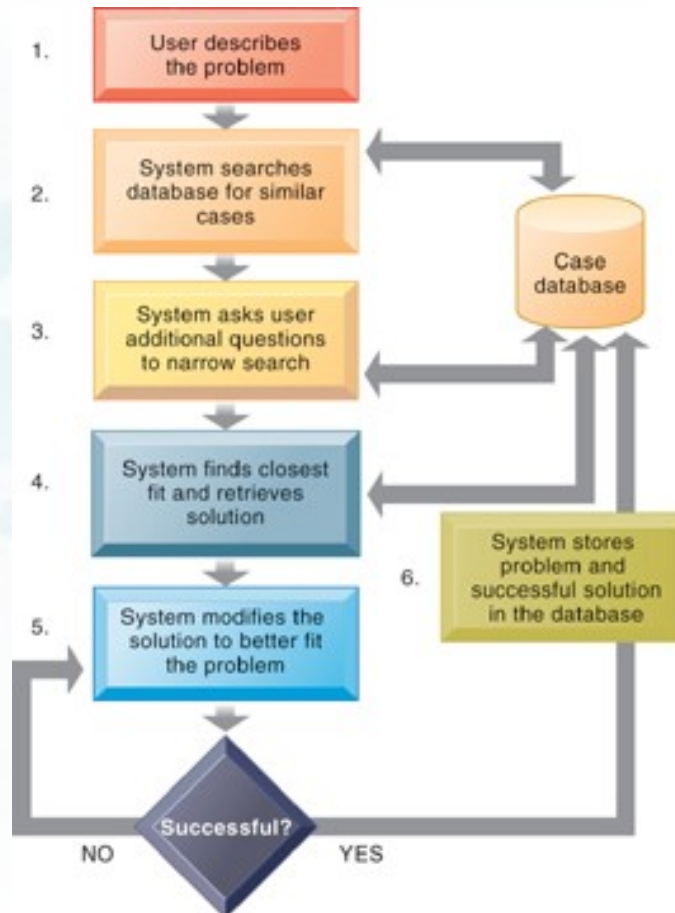 1.
User describes
the problem
2.
System searches
database for similar
cases
Case
database
3.
System asks user
additional questions
to narrow search
4.
System finds closest
fit and retrieves
solution
5.
System modifies the
solution to better fit
the problem
6.
System stores
problem and
successful solution
in the database
Successful?
NO
YES